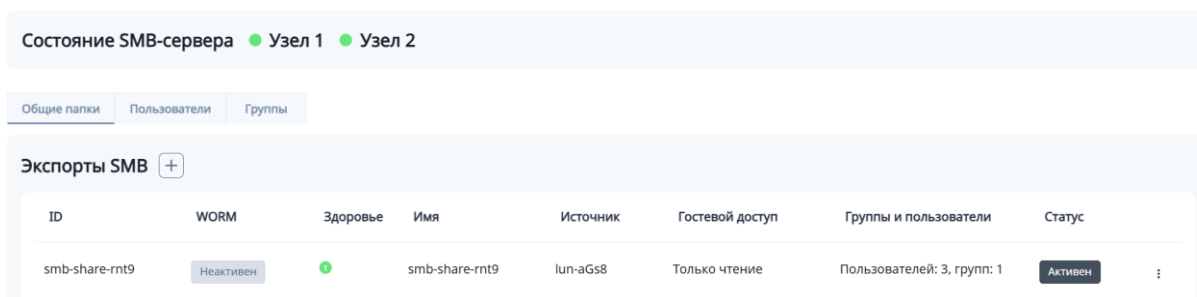 Состояние SMB-сервера Узел 1 Узел 2
Общие папки Пользователи Группы
Экспорты SMB +
ID WORM Здоровье Имя Источник Гостевой доступ Группы и пользователи Статус
smb-share-rnt9 Неактивен 1 smb-share-rnt9 lun-aGs8 Только чтение Пользователей: 3, групп: 1 Активен